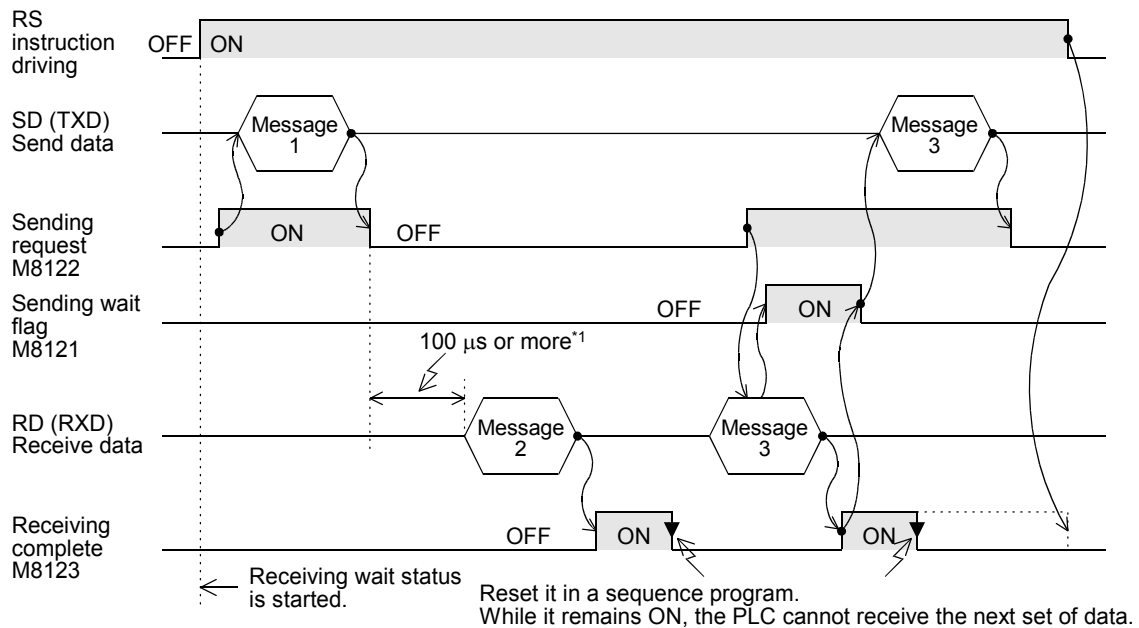 RS
instruction
driving
OFF
ON
SD (TXD)
Send data
Message
1
Message
3
Sending
request
M8122
ON
OFF
Sending wait
flag
M8121
OFF
ON
100 μs or more*1
RD (RXD)
Receive data
Message
2
Message
3
Receiving
complete
M8123
OFF
ON
ON
Receiving wait status
is started.
Reset it in a sequence program.
While it remains ON, the PLC cannot receive the next set of data.